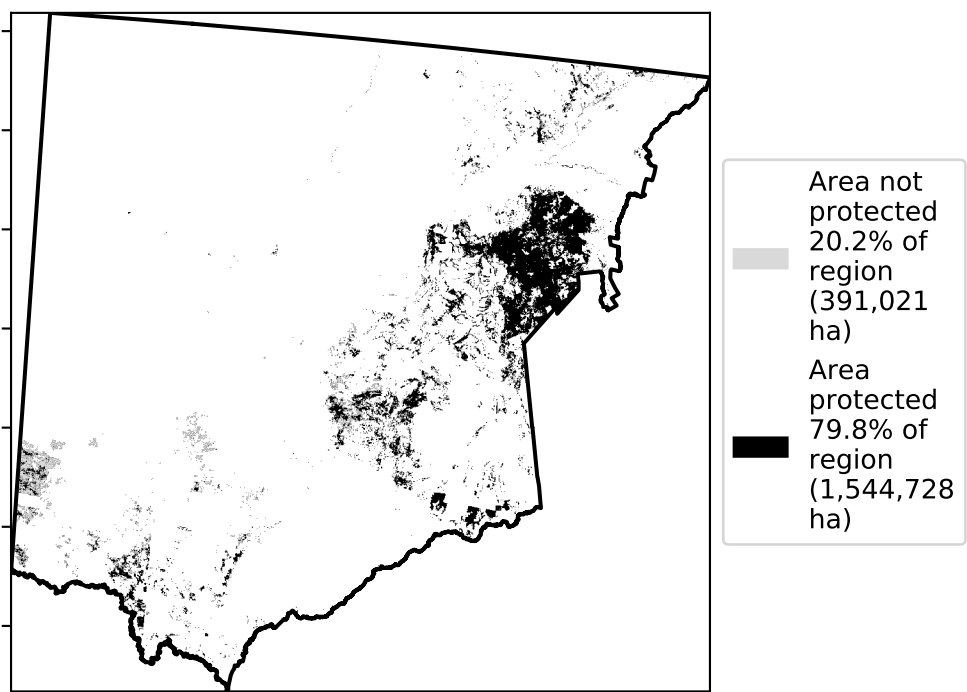 Area not
protected
20.2% of
region
(391,021
ha)
Area
protected
79.8% of
region
(1,544,728
ha)